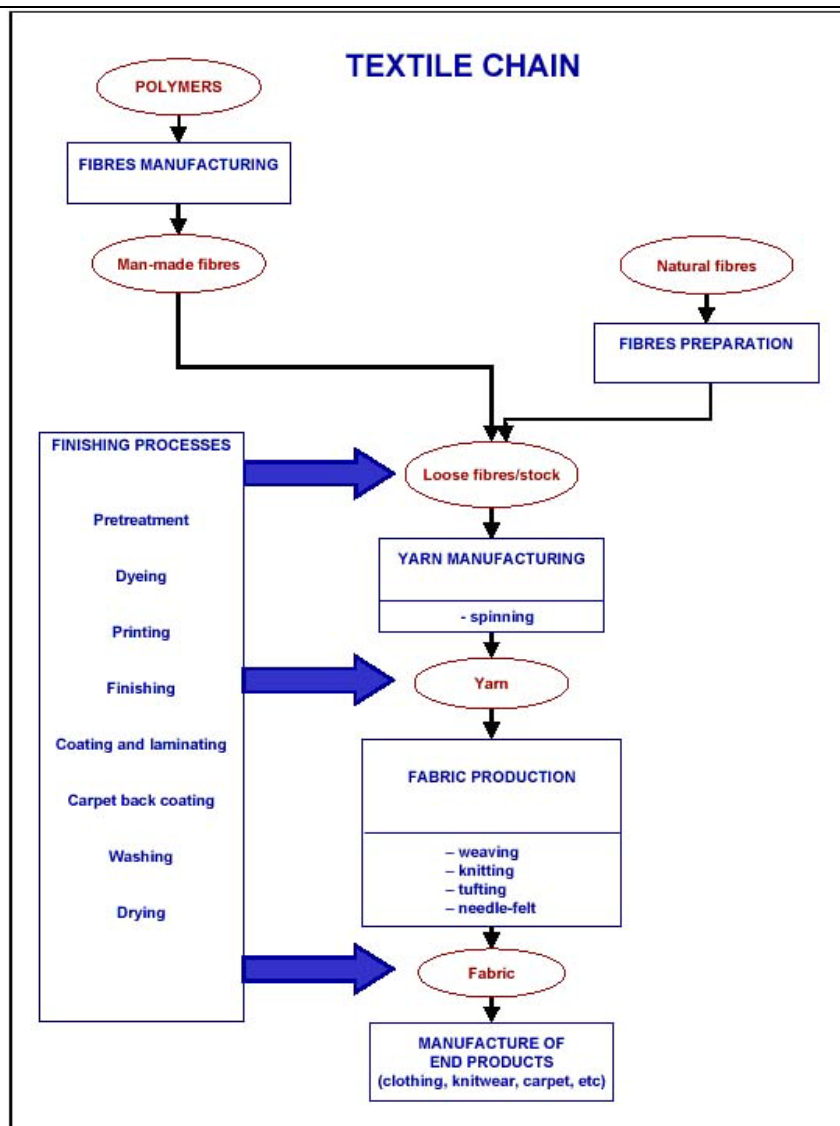 TEXTILE CHAIN
POLYMERS
FIBRES MANUFACTURING
Man-made fibres
Natural fibres
FIBRES PREPARATION
FINISHING PROCESSES
Pretreatment
Dyeing
Printing
Finishing
Coating and laminating
Carpet back coating
Washing
Drying
Loose fibres/stock
YARN MANUFACTURING
- spinning
Yarn
FABRIC PRODUCTION
– weaving
– knitting
– tufting
– needle-felt
Fabric
MANUFACTURE OF
END PRODUCTS
(clothing, knitwear, carpet, etc)